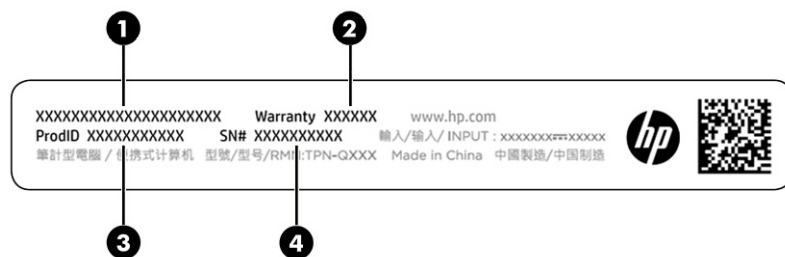 1 2
XXXXXXXXXXXXXXXXXXXXX Warranty XXXXXX www.hp.com
ProdID XXXXXXXXXXX SN# XXXXXXXXXX 輸入/输入/ INPUT : xxxxxxx⎓xxxxx
筆計型電腦 / 便携式计算机 型號/型号/RMN:TPN-QXXX Made in China 中國製造/中国制造
hp
3 4